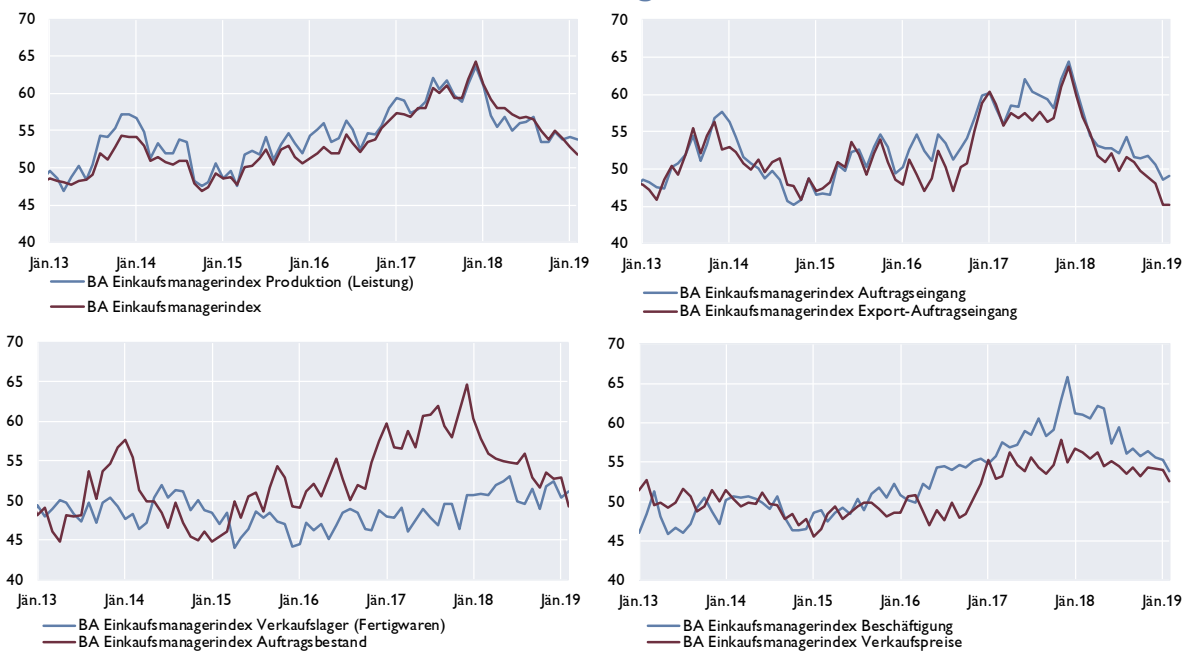 70
65
60
55
50
45
40
Jän.13 Jän.14 Jän.15 Jän.16 Jän.17 Jän.18 Jän.19
BA Einkaufsmanagerindex Produktion (Leistung)
BA Einkaufsmanagerindex
70
65
60
55
50
45
40
Jän.13 Jän.14 Jän.15 Jän.16 Jän.17 Jän.18 Jän.19
BA Einkaufsmanagerindex Auftragseingang
BA Einkaufsmanagerindex Export-Auftragseingang
70
65
60
55
50
45
40
Jän.13 Jän.14 Jän.15 Jän.16 Jän.17 Jän.18 Jän.19
BA Einkaufsmanagerindex Verkaufslager (Fertigwaren)
BA Einkaufsmanagerindex Auftragsbestand
70
65
60
55
50
45
40
Jän.13 Jän.14 Jän.15 Jän.16 Jän.17 Jän.18 Jän.19
BA Einkaufsmanagerindex Beschäftigung
BA Einkaufsmanagerindex Verkaufspreise